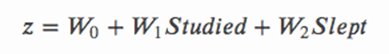 z = W₀ + W₁Studied + W₂Slept